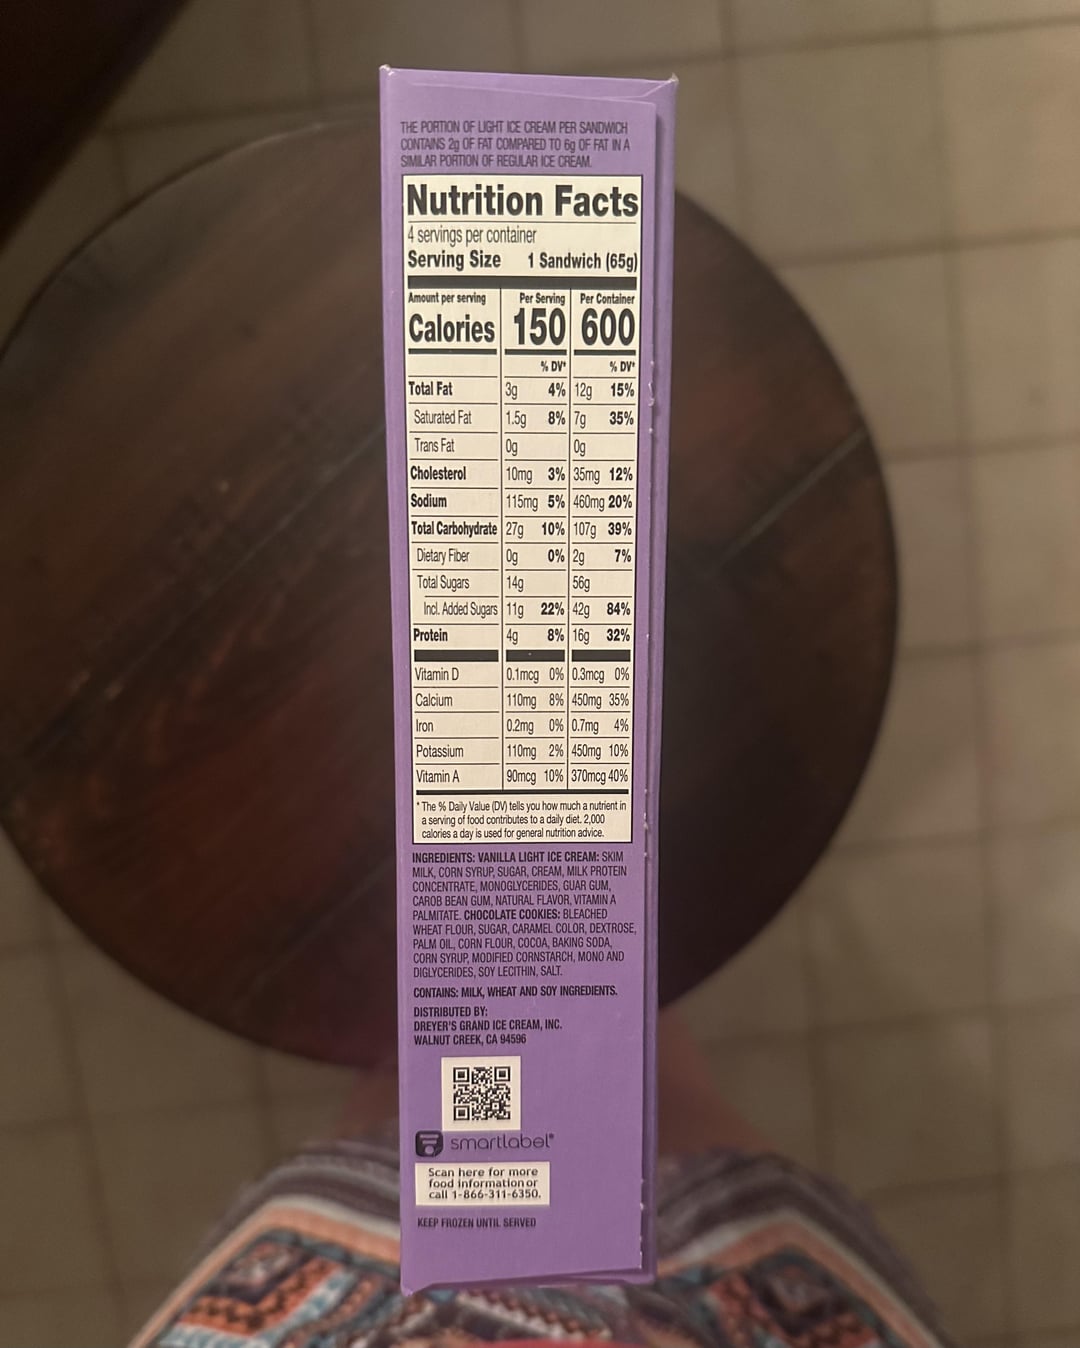 THE PORTION OF LIGHT ICE CREAM PER SANDWICH
CONTAINS 2g OF FAT COMPARED TO 6g OF FAT IN A
SIMILAR PORTION OF REGULAR ICE CREAM.
Nutrition Facts
4 servings per container
Serving Size 1 Sandwich (65g)
Amount per serving Per Serving Per Container
Calories 150 600
% DV* % DV*
Total Fat 3g 4% 12g 15%
Saturated Fat 1.5g 8% 7g 35%
Trans Fat 0g 0g
Cholesterol 10mg 3% 35mg 12%
Sodium 115mg 5% 460mg 20%
Total Carbohydrate 27g 10% 107g 39%
Dietary Fiber 0g 0% 2g 7%
Total Sugars 14g 56g
Incl. Added Sugars 11g 22% 42g 84%
Protein 4g 8% 16g 32%
Vitamin D 0.1mcg 0% 0.3mcg 0%
Calcium 110mg 8% 450mg 35%
Iron 0.2mg 0% 0.7mg 4%
Potassium 110mg 2% 450mg 10%
Vitamin A 90mcg 10% 370mcg 40%
* The % Daily Value (DV) tells you how much a nutrient in
a serving of food contributes to a daily diet. 2,000
calories a day is used for general nutrition advice.
INGREDIENTS: VANILLA LIGHT ICE CREAM: SKIM
MILK, CORN SYRUP, SUGAR, CREAM, MILK PROTEIN
CONCENTRATE, MONOGLYCERIDES, GUAR GUM,
CAROB BEAN GUM, NATURAL FLAVOR, VITAMIN A
PALMITATE. CHOCOLATE COOKIES: BLEACHED
WHEAT FLOUR, SUGAR, CARAMEL COLOR, DEXTROSE,
PALM OIL, CORN FLOUR, COCOA, BAKING SODA,
CORN SYRUP, MODIFIED CORNSTARCH, MONO AND
DIGLYCERIDES, SOY LECITHIN, SALT.
CONTAINS: MILK, WHEAT AND SOY INGREDIENTS.
DISTRIBUTED BY:
DREYER'S GRAND ICE CREAM, INC.
WALNUT CREEK, CA 94596
smartlabel®
Scan here for more
food information or
call 1-866-311-6350.
KEEP FROZEN UNTIL SERVED